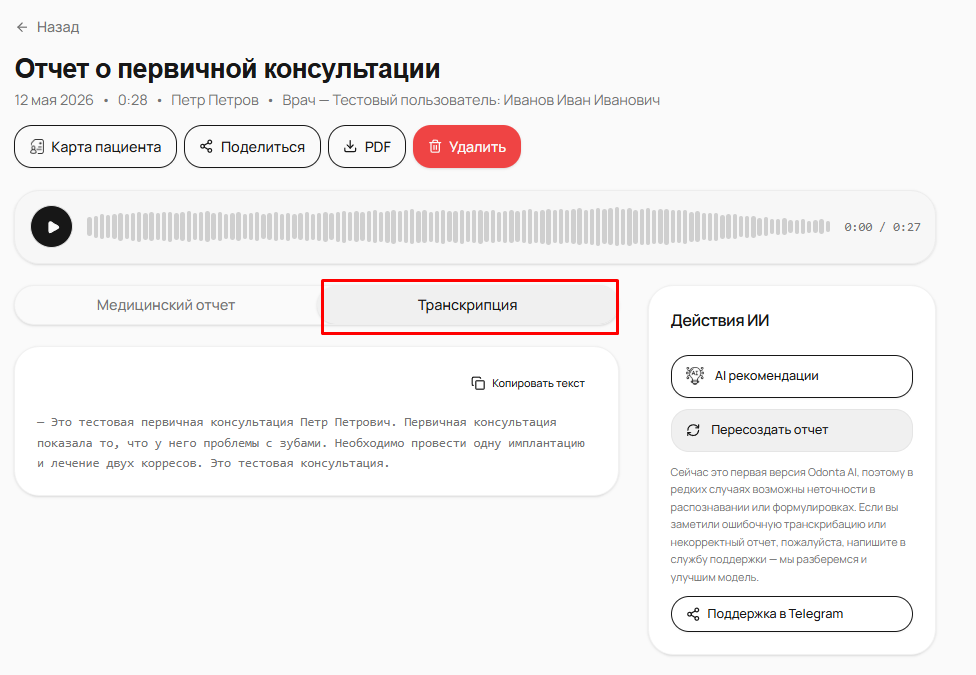 Назад
Отчет о первичной консультации
12 мая 2026 • 0:28 • Петр Петров • Врач — Тестовый пользователь: Иванов Иван Иванович
Карта пациента Поделиться PDF Удалить
0:00 / 0:27
Медицинский отчет Транскрипция
Копировать текст
— Это тестовая первичная консультация Петр Петрович. Первичная консультация
показала то, что у него проблемы с зубами. Необходимо провести одну имплантацию
и лечение двух корресов. Это тестовая консультация.
Действия ИИ
AI рекомендации
Пересоздать отчет
Сейчас это первая версия Odonta AI, поэтому в
редких случаях возможны неточности в
распознавании или формулировках. Если вы
заметили ошибочную транскрибацию или
некорректный отчет, пожалуйста, напишите в
службу поддержки — мы разберемся и
улучшим модель.
Поддержка в Telegram